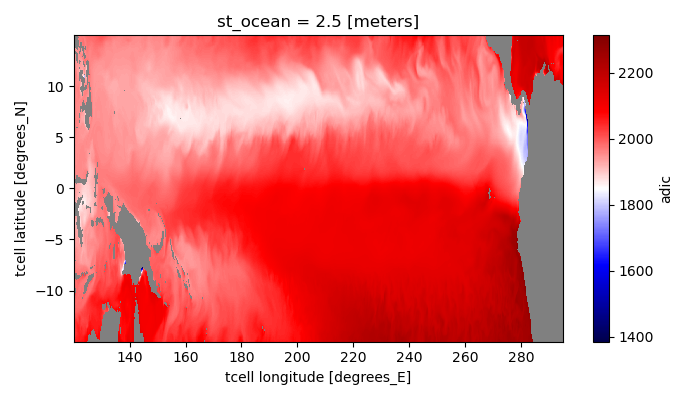 st_ocean = 2.5 [meters]
tcell latitude [degrees_N]
10
5
0
−5
−10
140 160 180 200 220 240 260 280
tcell longitude [degrees_E]
2200
2000
1800
1600
1400
adic